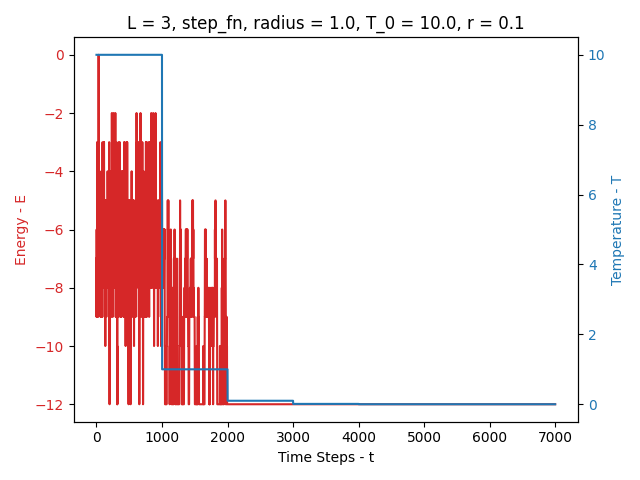 L = 3, step_fn, radius = 1.0, T_0 = 10.0, r = 0.1
0
−2
−4
−6
−8
−10
−12
Energy - E
10
8
6
4
2
0
Temperature - T
0 1000 2000 3000 4000 5000 6000 7000
Time Steps - t